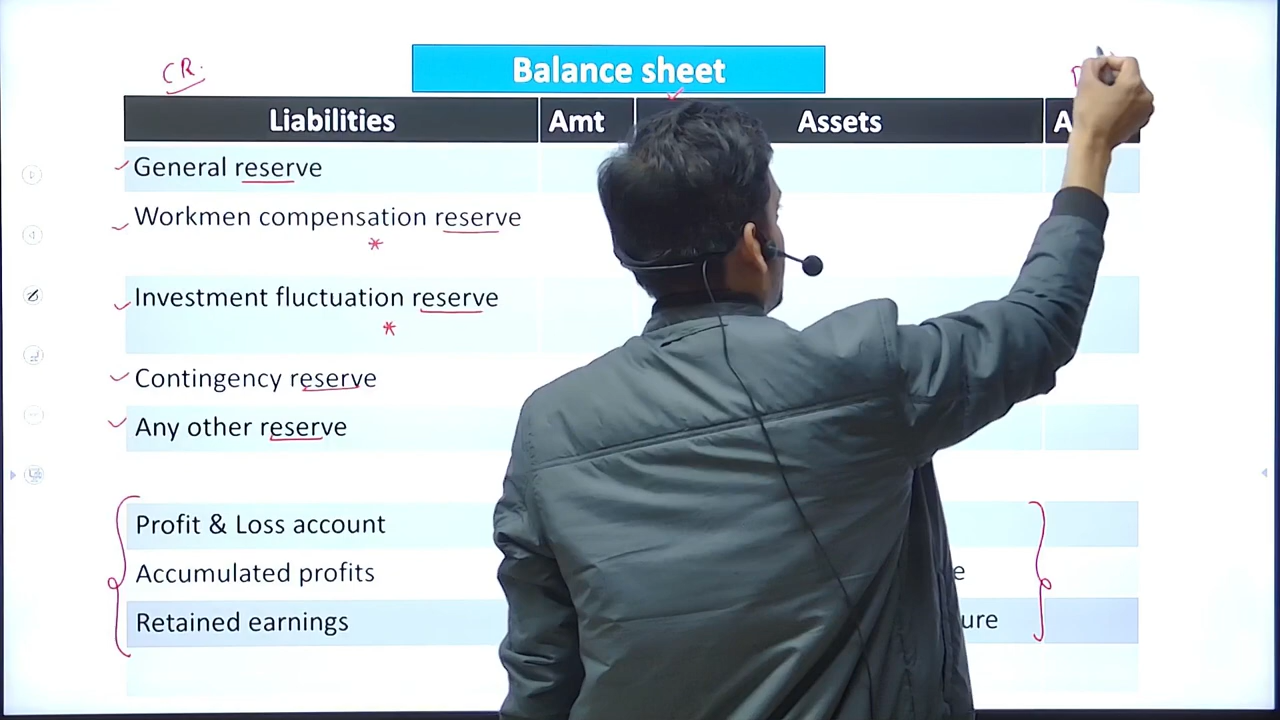 CR.
Balance sheet
Liabilities Amt Assets
General reserve
Workmen compensation reserve
*
Investment fluctuation reserve
*
Contingency reserve
Any other reserve
Profit & Loss account
Accumulated profits
Retained earnings